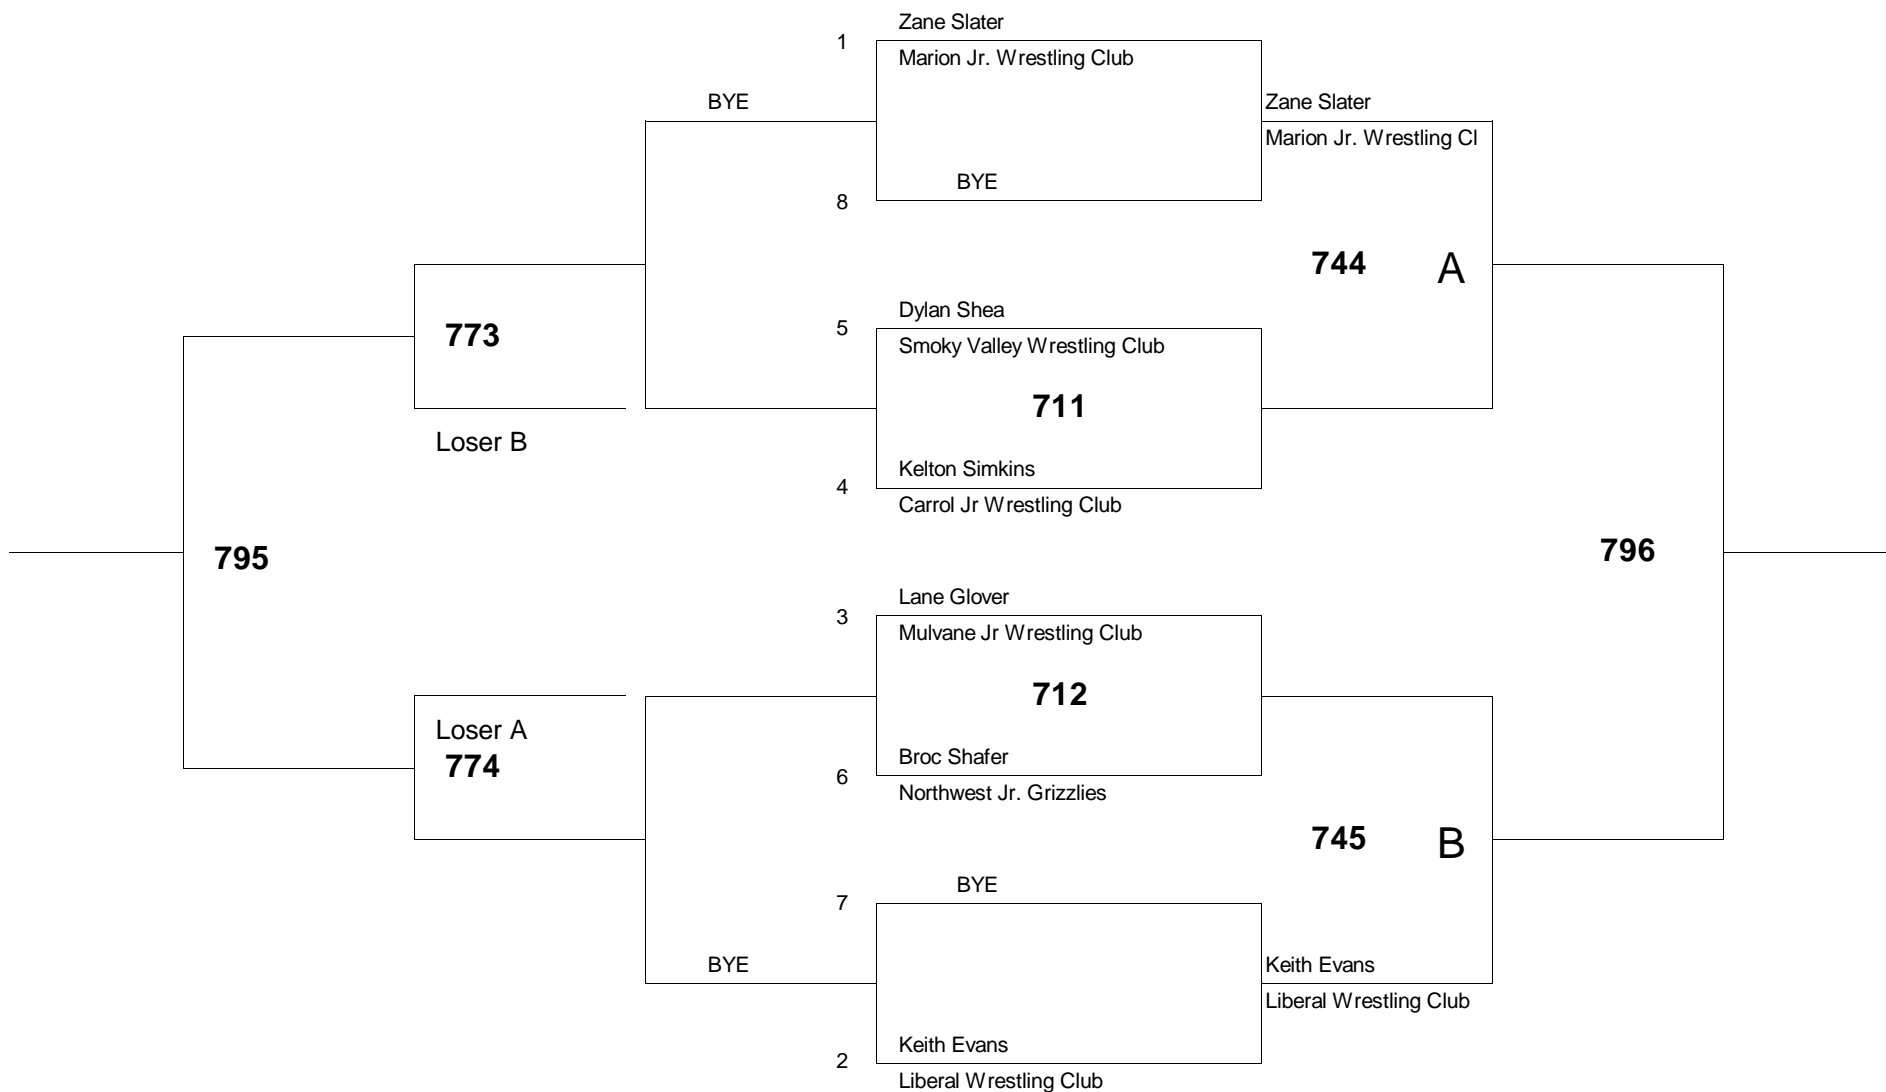 Zane Slater
1
Marion Jr. Wrestling Club
BYE
Zane Slater
Marion Jr. Wrestling Cl
BYE
8
744 A
Dylan Shea
5
773
Smoky Valley Wrestling Club
711
Loser B
Kelton Simkins
4
Carrol Jr Wrestling Club
795
796
Lane Glover
3
Mulvane Jr Wrestling Club
712
Loser A
774
Broc Shafer
6
Northwest Jr. Grizzlies
745 B
BYE
7
BYE
Keith Evans
Liberal Wrestling Club
Keith Evans
2
Liberal Wrestling Club